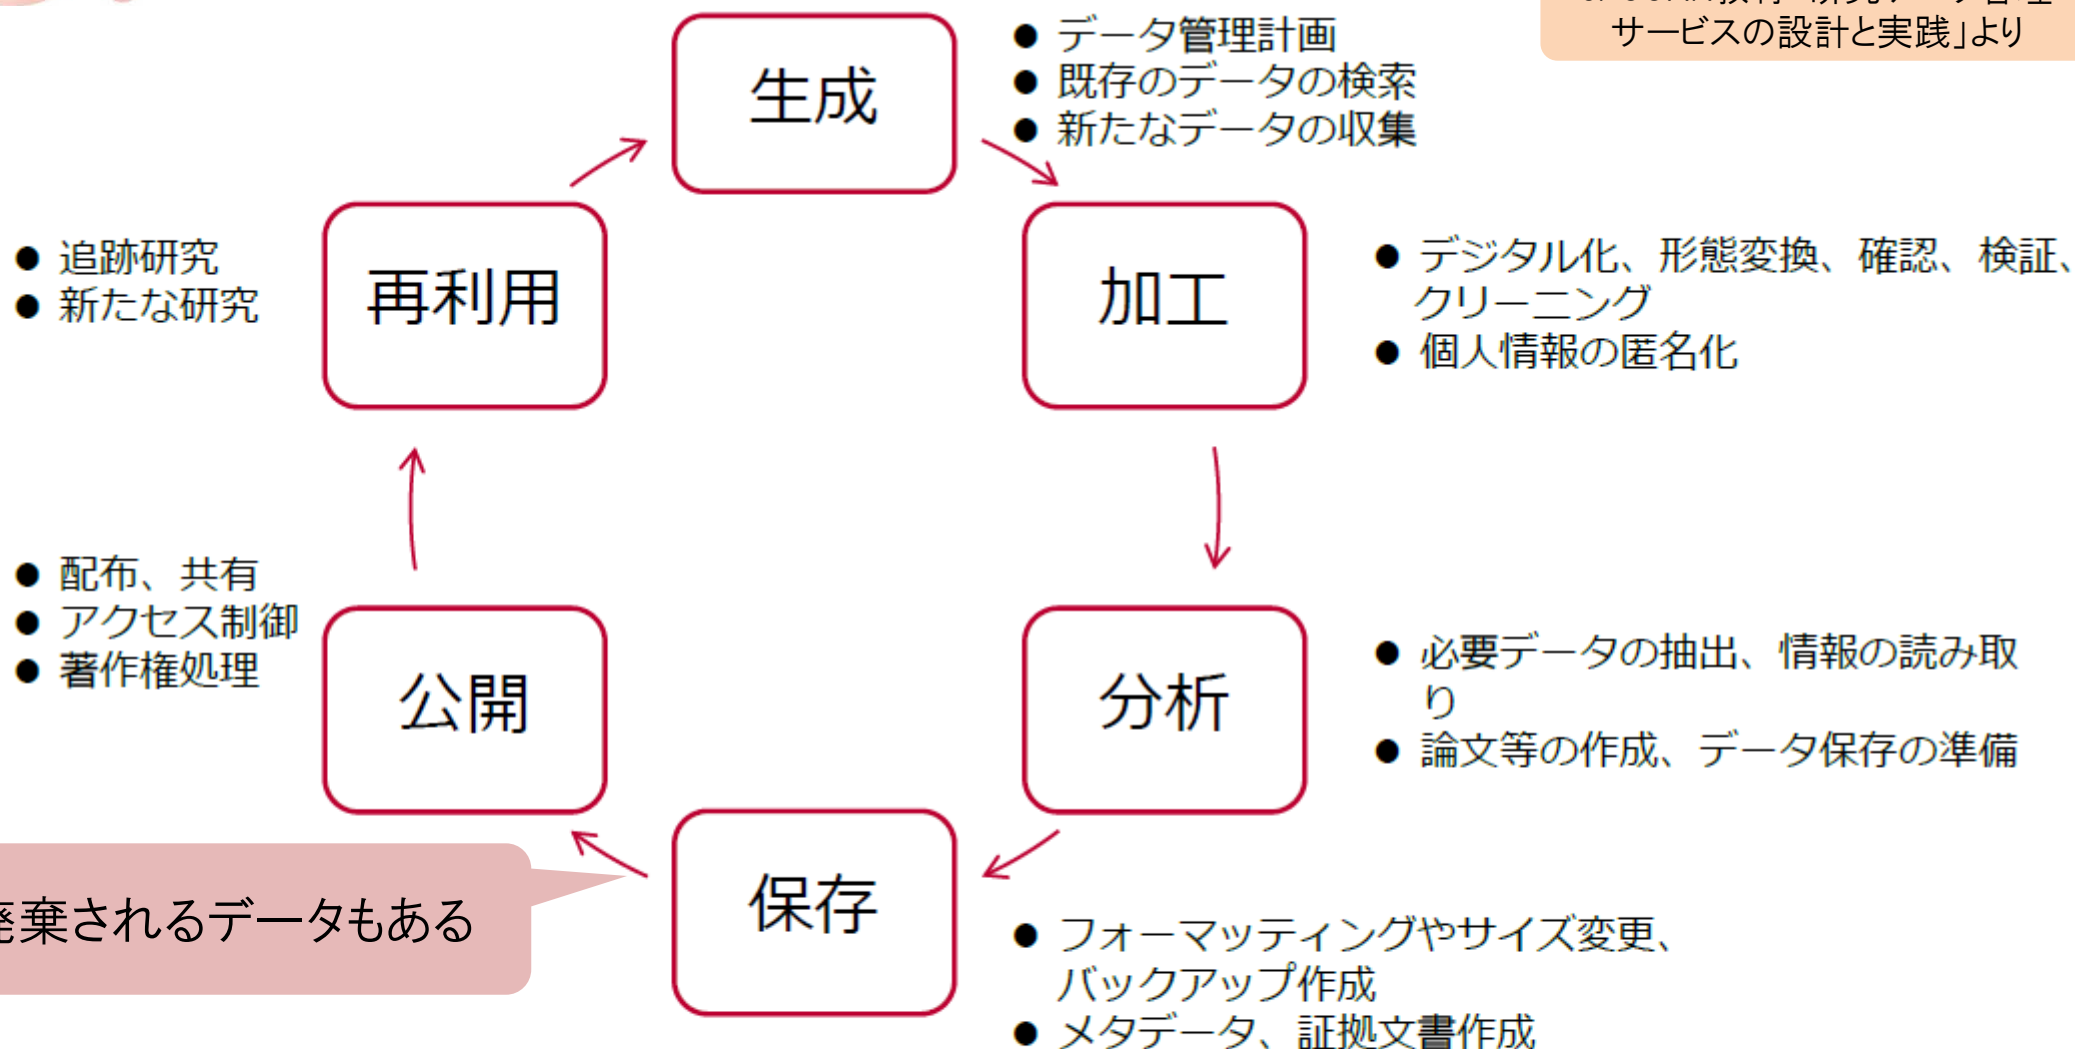 サービスの設計と実践」より
生成
● データ管理計画
● 既存のデータの検索
● 新たなデータの収集
再利用
● 追跡研究
● 新たな研究
加工
● デジタル化、形態変換、確認、検証、
クリーニング
● 個人情報の匿名化
公開
● 配布、共有
● アクセス制御
● 著作権処理
分析
● 必要データの抽出、情報の読み取
り
● 論文等の作成、データ保存の準備
保存
● フォーマッティングやサイズ変更、
バックアップ作成
● メタデータ、証拠文書作成
廃棄されるデータもある